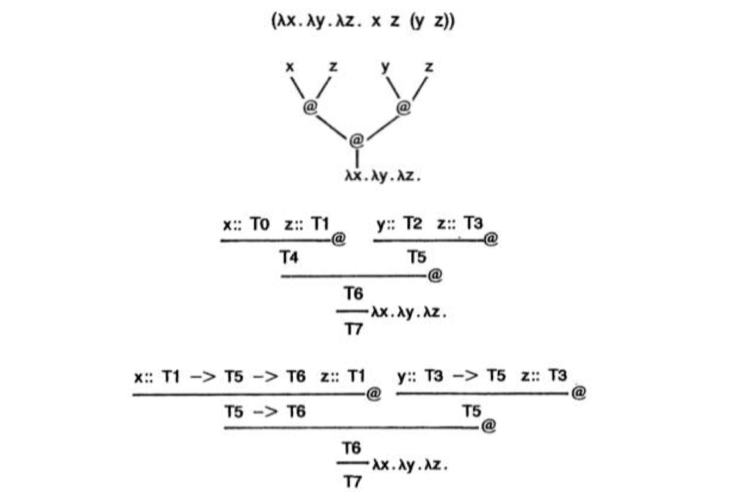 (λx.λy.λz. x z (y z))
x z y z
@ @
@
λx.λy.λz.
x:: T0 z:: T1 @ y:: T2 z:: T3 @
T4 T5 @
T6 λx.λy.λz.
T7
x:: T1 -> T5 -> T6 z:: T1 @ y:: T3 -> T5 z:: T3 @
T5 -> T6 T5 @
T6 λx.λy.λz.
T7